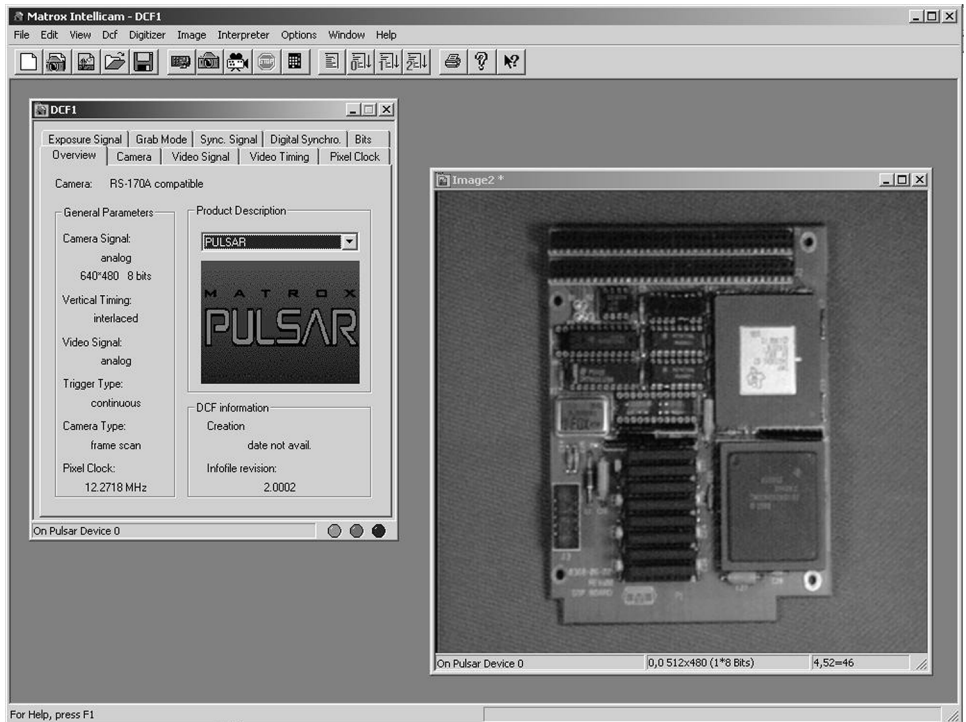 Matrox Intellicam - DCF1
File Edit View Dcf Digitizer Image Interpreter Options Window Help
DCF1
Exposure Signal Grab Mode Sync. Signal Digital Synchro. Bits
Overview Camera Video Signal Video Timing Pixel Clock
Camera: RS-170A compatible
General Parameters
Camera Signal:
analog
640*480 8 bits
Vertical Timing:
interlaced
Video Signal:
analog
Trigger Type:
continuous
Camera Type:
frame scan
Pixel Clock:
12.2718 MHz
Product Description
PULSAR
MATROX
PULSAR
DCF information
Creation
date not avail.
Infofile revision:
2.0002
On Pulsar Device 0
Image2 *
On Pulsar Device 0 0,0 512x480 (1*8 Bits) 4,52=46
For Help, press F1